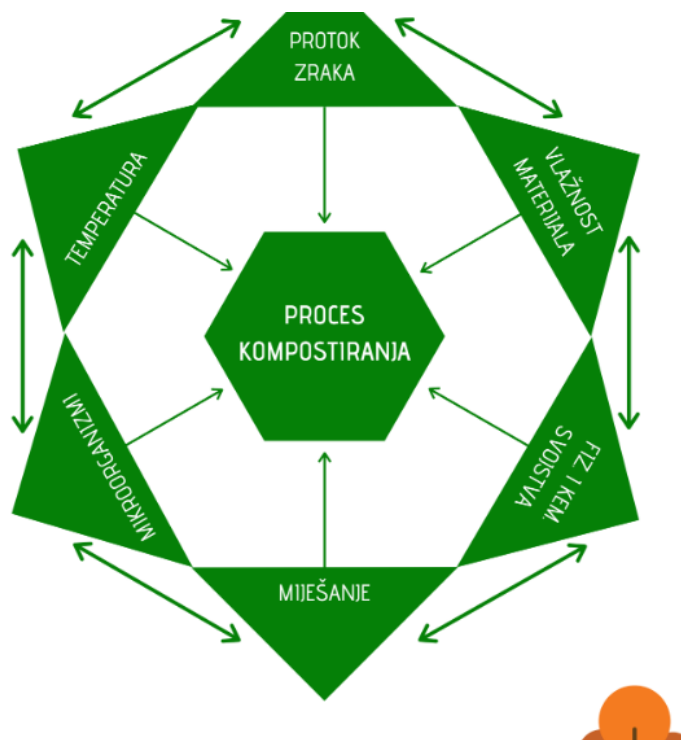 PROTOK
ZRAKA
TEMPERATURA
VLAŽNOST
MATERIJALA
PROCES
KOMPOSTIRANJA
MIKROORGANIZMI
FIZ. I KEM.
SVOJSTVA
MIJEŠANJE